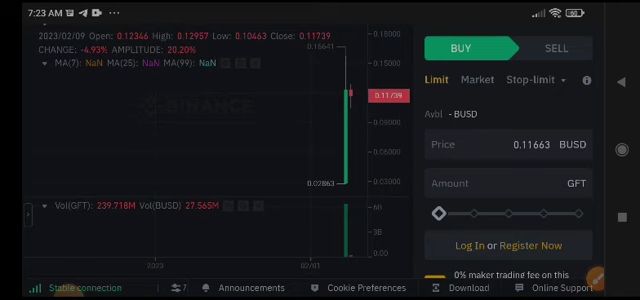 7:23 AM
2023/02/09 Open: 0.12346 High: 0.12957 Low: 0.10463 Close: 0.11739
CHANGE: -4.93% AMPLITUDE: 20.20%
MA(7): NaN MA(25): NaN MA(99): NaN
0.16641
0.18000
0.15000
0.11739
0.09000
0.06000
0.03000
0.02863
BINANCE
Vol(GFT): 239.718M Vol(BUSD) 27.565M
6B
3B
0.00
2023 02/01
BUY SELL
Limit Market Stop-limit
Avbl - BUSD
Price 0.11663 BUSD
Amount GFT
Log In or Register Now
0% maker trading fee on this
Stable connection Announcements Cookie Preferences Download Online Support